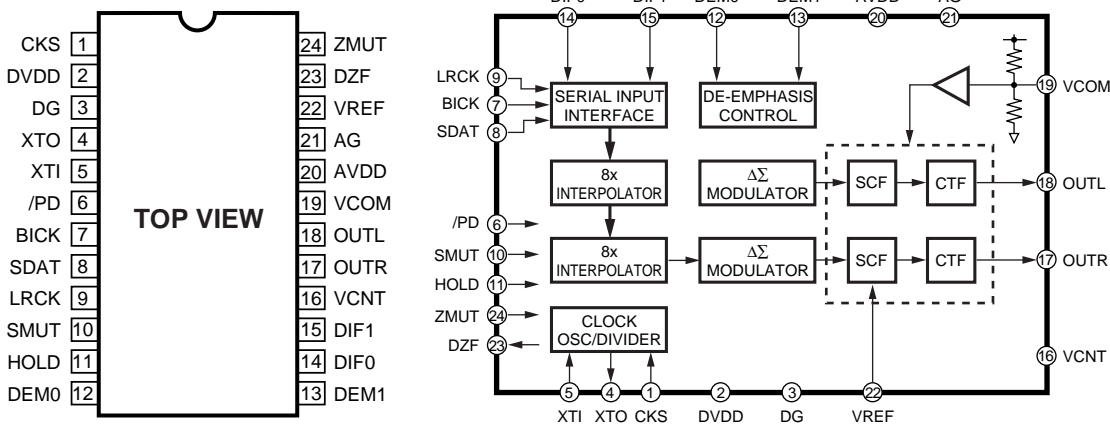 CKS 1
DVDD 2
DG 3
XTO 4
XTI 5
/PD 6
BICK 7
SDAT 8
LRCK 9
SMUT 10
HOLD 11
DEM0 12
TOP VIEW
24 ZMUT
23 DZF
22 VREF
21 AG
20 AVDD
19 VCOM
18 OUTL
17 OUTR
16 VCNT
15 DIF1
14 DIF0
13 DEM1
14 15 12 13 20 21
LRCK 9
BICK 7
SDAT 8
SERIAL INPUT
INTERFACE
DE-EMPHASIS
CONTROL
19 VCOM
8x
INTERPOLATOR
ΔΣ
MODULATOR
SCF
CTF
18 OUTL
/PD 6
SMUT 10
HOLD 11
8x
INTERPOLATOR
ΔΣ
MODULATOR
SCF
CTF
17 OUTR
ZMUT 24
DZF 23
CLOCK
OSC/DIVIDER
16 VCNT
5 4 1 2 3 22
XTI XTO CKS DVDD DG VREF